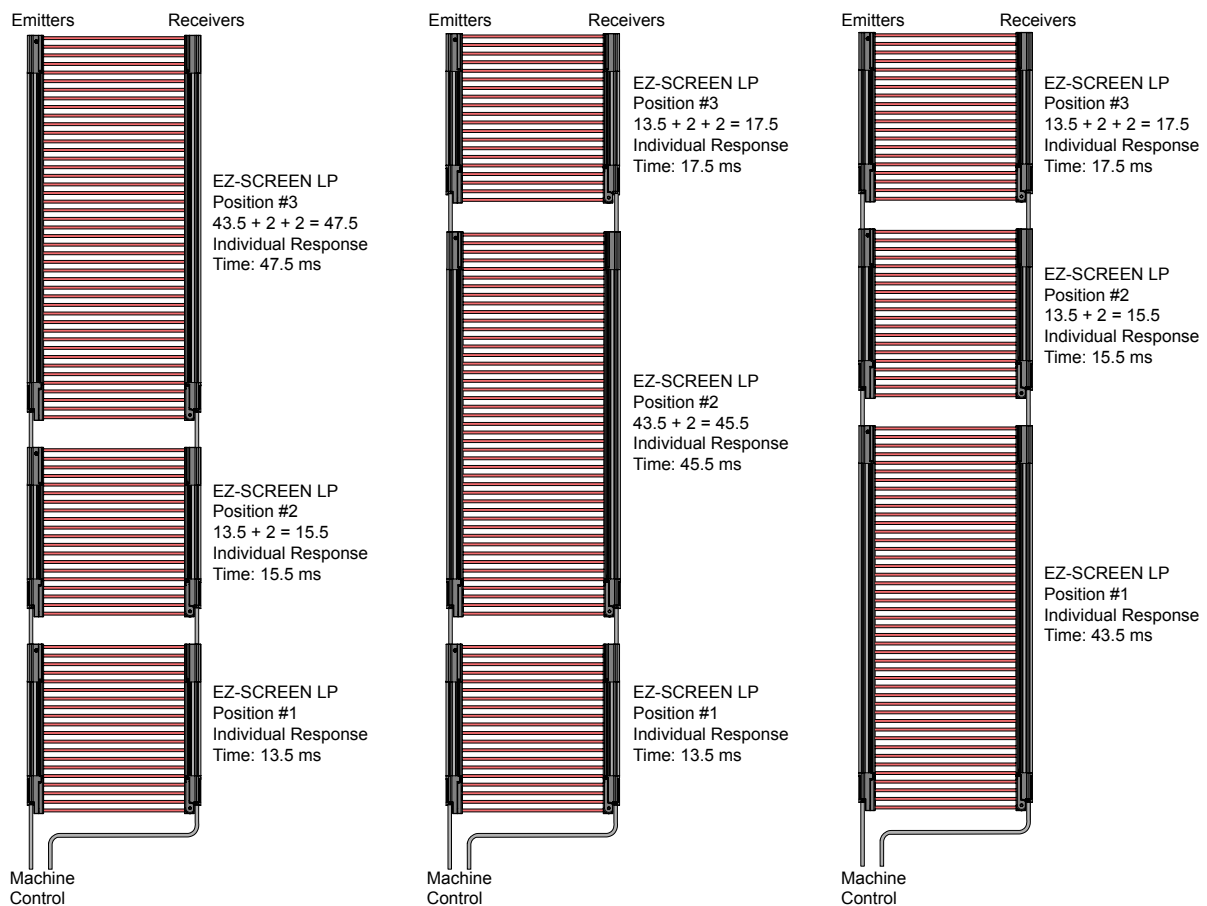 Emitters
Receivers
EZ-SCREEN LP
Position #3
43.5 + 2 + 2 = 47.5
Individual Response
Time: 47.5 ms
EZ-SCREEN LP
Position #2
13.5 + 2 = 15.5
Individual Response
Time: 15.5 ms
EZ-SCREEN LP
Position #1
Individual Response
Time: 13.5 ms
Machine
Control
Emitters
Receivers
EZ-SCREEN LP
Position #3
13.5 + 2 + 2 = 17.5
Individual Response
Time: 17.5 ms
EZ-SCREEN LP
Position #2
43.5 + 2 = 45.5
Individual Response
Time: 45.5 ms
EZ-SCREEN LP
Position #1
Individual Response
Time: 13.5 ms
Machine
Control
Emitters
Receivers
EZ-SCREEN LP
Position #3
13.5 + 2 + 2 = 17.5
Individual Response
Time: 17.5 ms
EZ-SCREEN LP
Position #2
13.5 + 2 = 15.5
Individual Response
Time: 15.5 ms
EZ-SCREEN LP
Position #1
Individual Response
Time: 43.5 ms
Machine
Control